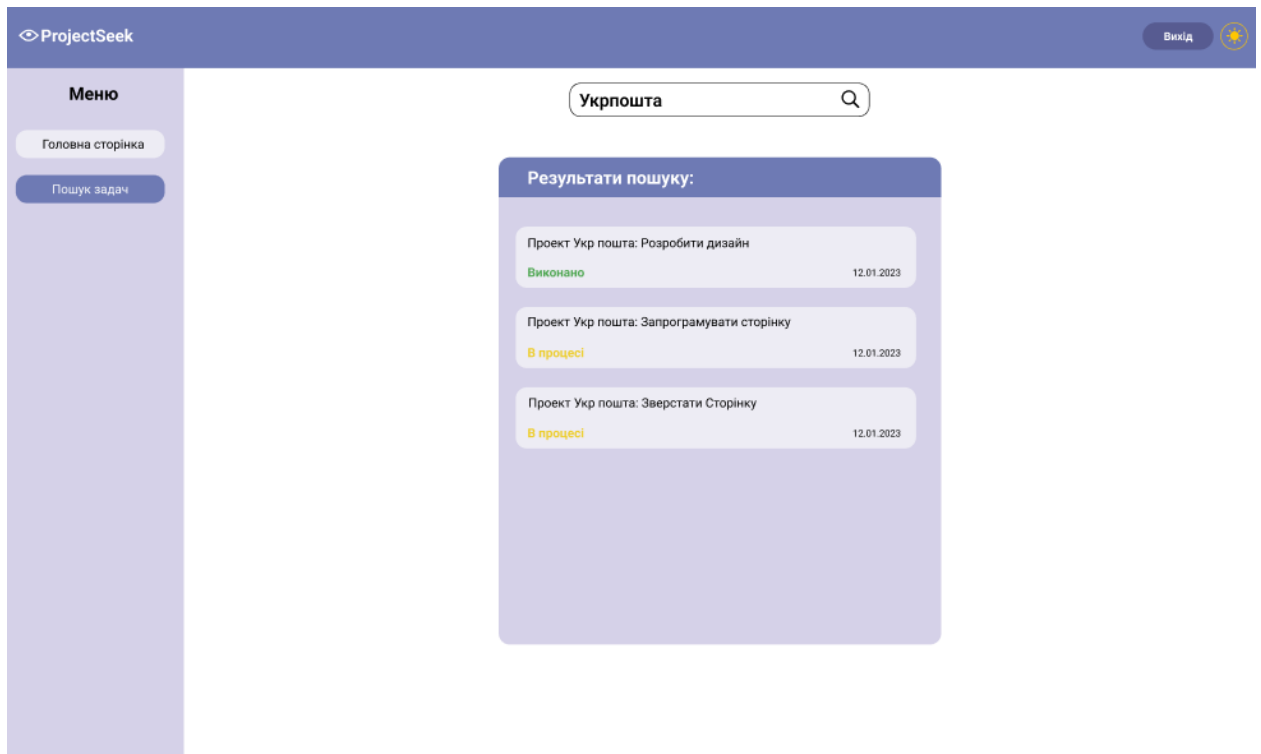 ProjectSeek
Вихід
Меню
Головна сторінка
Пошук задач
Укрпошта
Результати пошуку:
Проект Укр пошта: Розробити дизайн
Виконано
12.01.2023
Проект Укр пошта: Запрограмувати сторінку
В процесі
12.01.2023
Проект Укр пошта: Зверстати Сторінку
В процесі
12.01.2023